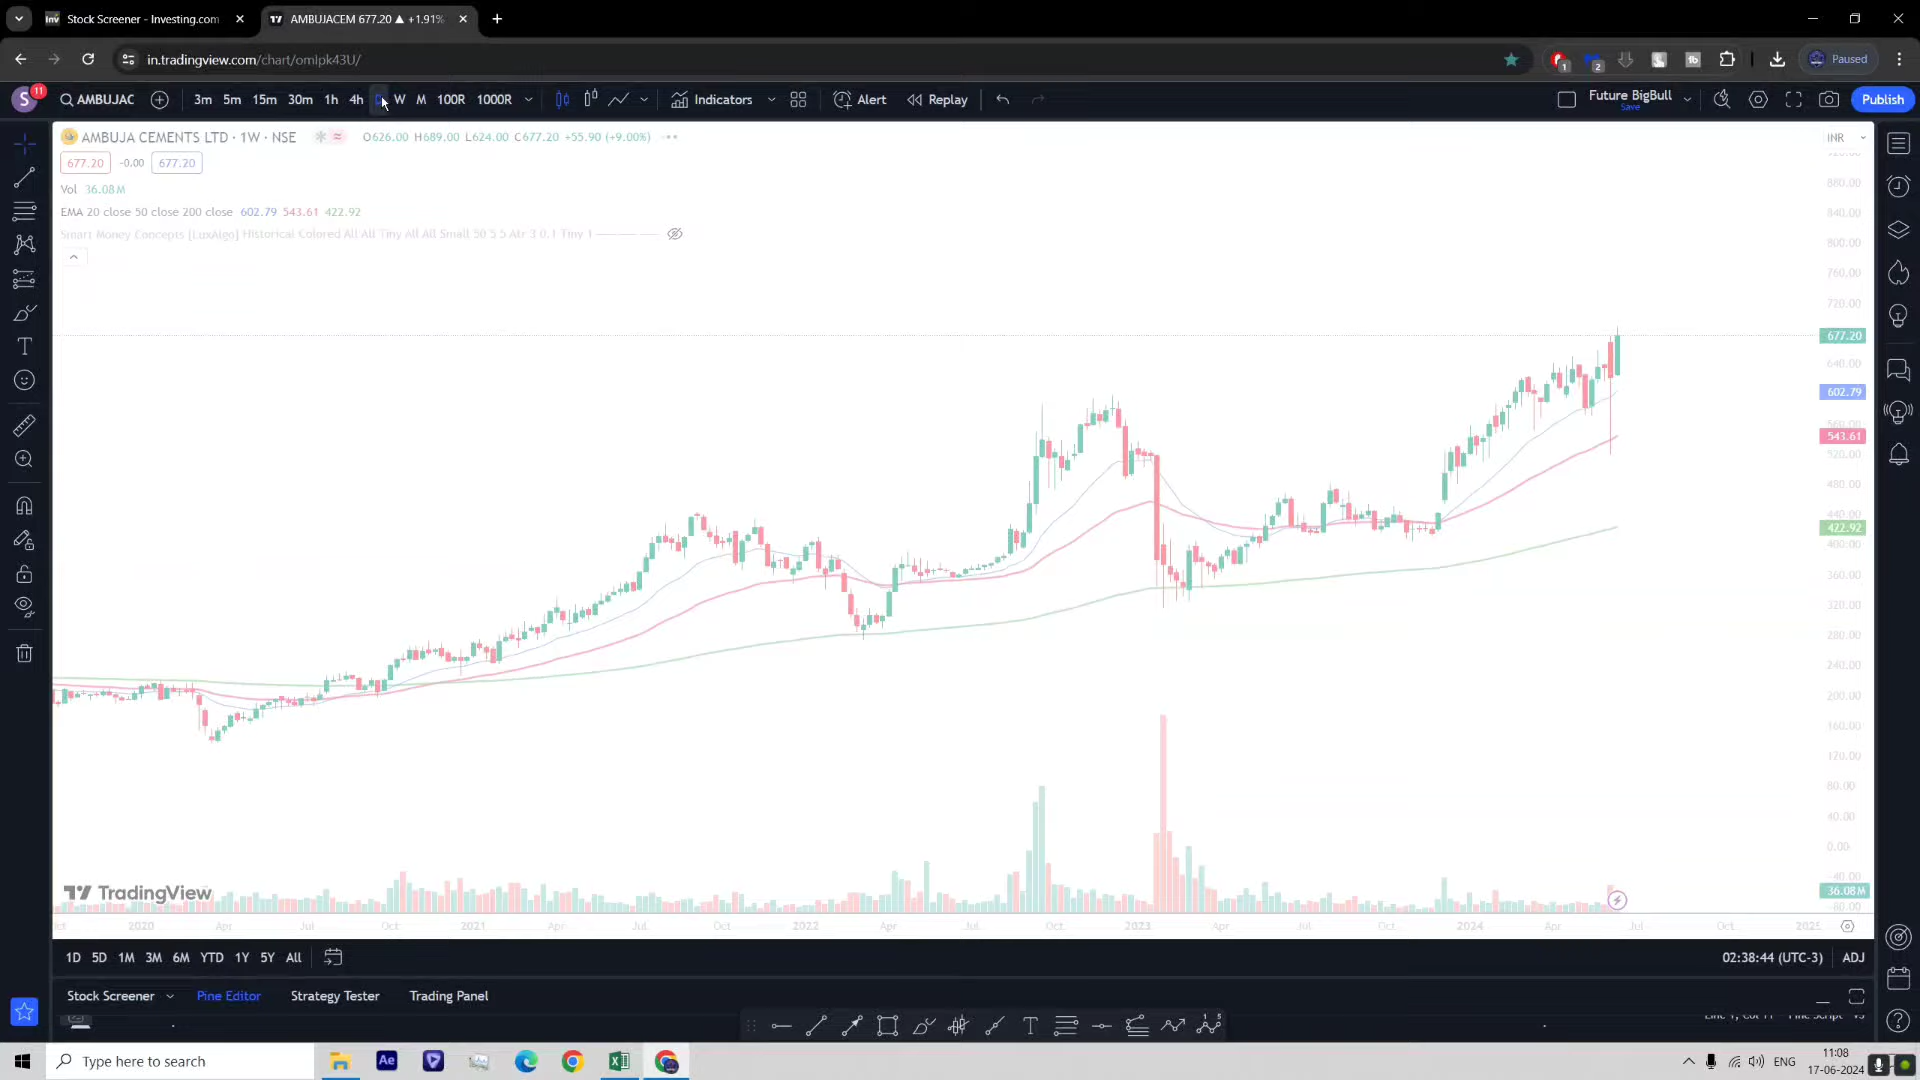 Stock Screener - Investing.com
AMBUJACEM 677.20 ▲ +1.91%
in.tradingview.com/chart/omlpk43U/
Paused
S 11
AMBUJAC
3m 5m 15m 30m 1h 4h D W M 100R 1000R
Indicators
Alert
Replay
Future BigBull
Save
Publish
AMBUJA CEMENTS LTD · 1W · NSE
O626.00 H689.00 L624.00 C677.20 +55.90 (+9.00%)
INR
677.20 -0.00 677.20
Vol 36.08M
EMA 20 close 50 close 200 close 602.79 543.61 422.92
Smart Money Concepts [LuxAlgo] Historical Colored All All Tiny All All Small 50 5 5 Atr 3 0.1 Tiny 1
880.00
840.00
800.00
760.00
720.00
677.20
640.00
602.79
560.00
543.61
520.00
480.00
440.00
422.92
400.00
360.00
320.00
280.00
240.00
200.00
160.00
120.00
80.00
40.00
0.00
-40.00
36.08M
-80.00
TradingView
2020 Apr Jul Oct 2021 Apr Jul Oct 2022 Apr Jul Oct 2023 Apr Jul Oct 2024 Apr Jul Oct 2025
1D 5D 1M 3M 6M YTD 1Y 5Y All
02:38:44 (UTC-3) ADJ
Stock Screener
Pine Editor
Strategy Tester
Trading Panel
Type here to search
Ae
ENG
11:08
17-06-2024